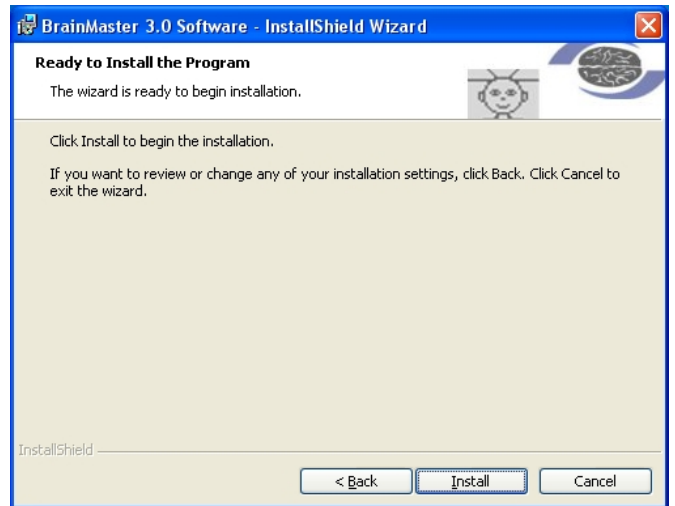 BrainMaster 3.0 Software - InstallShield Wizard
Ready to Install the Program
The wizard is ready to begin installation.
Click Install to begin the installation.
If you want to review or change any of your installation settings, click Back. Click Cancel to
exit the wizard.
InstallShield
< Back
Install
Cancel